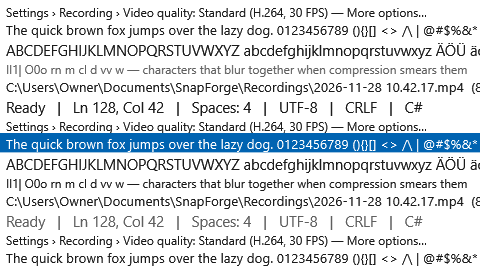 Settings › Recording › Video quality: Standard (H.264, 30 FPS) — More options...
The quick brown fox jumps over the lazy dog. 0123456789 (){}[] <> /\ | @#$%&*
ABCDEFGHIJKLMNOPQRSTUVWXYZ abcdefghijklmnopqrstuvwxyz ÄÖÜ
Il1| O0o rn m cl d vv w — characters that blur together when compression smears them
C:\Users\Owner\Documents\SnapForge\Recordings\2026-11-28 10.42.17.mp4 (8
Ready | Ln 128, Col 42 | Spaces: 4 | UTF-8 | CRLF | C#
Settings › Recording › Video quality: Standard (H.264, 30 FPS) — More options...
The quick brown fox jumps over the lazy dog. 0123456789 (){}[] <> /\ | @#$%&*
ABCDEFGHIJKLMNOPQRSTUVWXYZ abcdefghijklmnopqrstuvwxyz ÄÖÜ
Il1| O0o rn m cl d vv w — characters that blur together when compression smears them
C:\Users\Owner\Documents\SnapForge\Recordings\2026-11-28 10.42.17.mp4 (8
Ready | Ln 128, Col 42 | Spaces: 4 | UTF-8 | CRLF | C#
Settings › Recording › Video quality: Standard (H.264, 30 FPS) — More options...
The quick brown fox jumps over the lazy dog. 0123456789 (){}[] <> /\ | @#$%&*